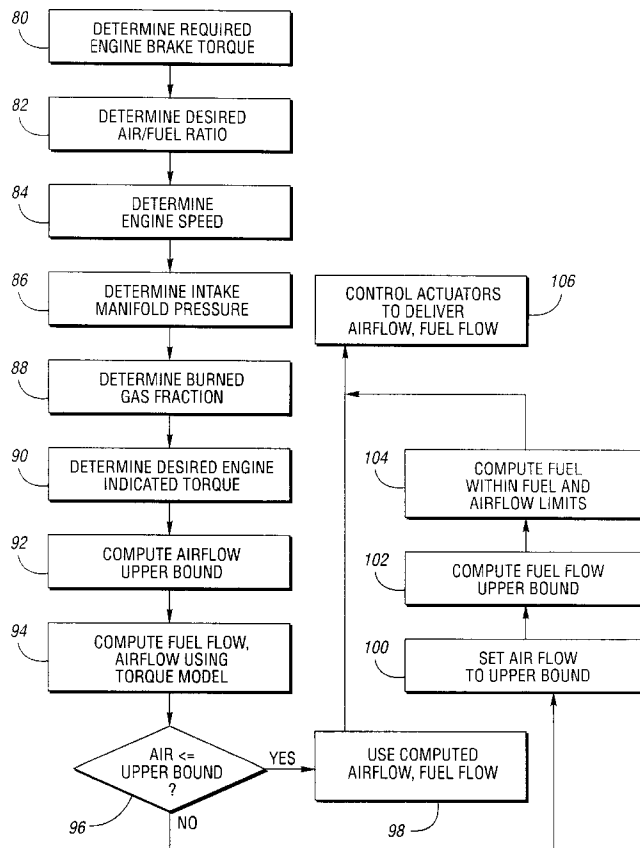 80
DETERMINE REQUIRED
ENGINE BRAKE TORQUE
82
DETERMINE DESIRED
AIR/FUEL RATIO
84
DETERMINE
ENGINE SPEED
86
DETERMINE INTAKE
MANIFOLD PRESSURE
88
DETERMINE BURNED
GAS FRACTION
90
DETERMINE DESIRED ENGINE
INDICATED TORQUE
92
COMPUTE AIRFLOW
UPPER BOUND
94
COMPUTE FUEL FLOW,
AIRFLOW USING
TORQUE MODEL
AIR <=
UPPER BOUND
?
96
YES
NO
USE COMPUTED
AIRFLOW, FUEL FLOW
98
100
SET AIR FLOW
TO UPPER BOUND
102
COMPUTE FUEL FLOW
UPPER BOUND
104
COMPUTE FUEL
WITHIN FUEL AND
AIRFLOW LIMITS
CONTROL ACTUATORS
TO DELIVER
AIRFLOW, FUEL FLOW
106